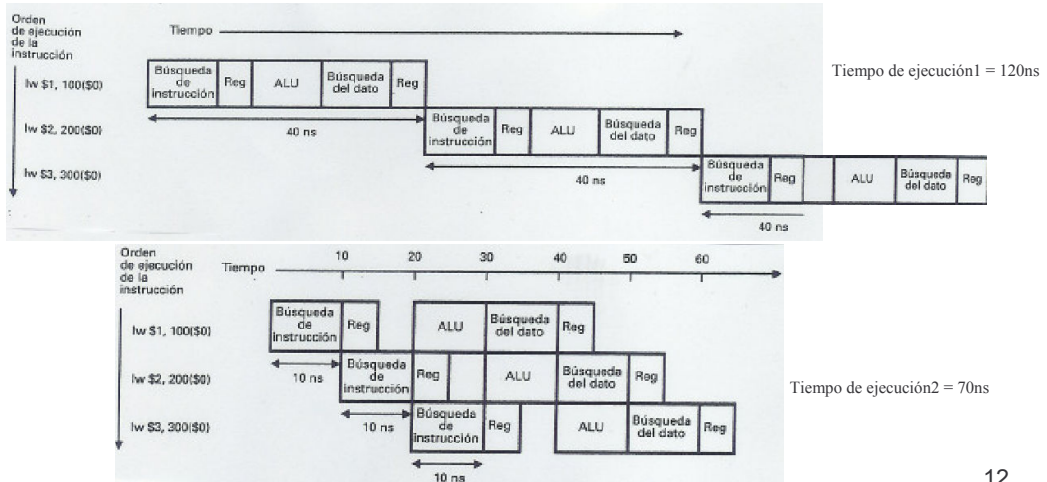 Orden
de ejecución
de la
instrucción
Tiempo
lw $1, 100($0)
Búsqueda
de
instrucción
Reg
ALU
Búsqueda
del dato
Reg
Tiempo de ejecución1 = 120ns
40 ns
lw $2, 200($0)
Búsqueda
de
instrucción
Reg
ALU
Búsqueda
del dato
Reg
40 ns
lw $3, 300($0)
Búsqueda
de
instrucción
Reg
ALU
Búsqueda
del dato
Reg
40 ns
Orden
de ejecución
de la
instrucción
Tiempo
10 20 30 40 50 60
lw $1, 100($0)
Búsqueda
de
instrucción
Reg
ALU
Búsqueda
del dato
Reg
10 ns
lw $2, 200($0)
Búsqueda
de
instrucción
Reg
ALU
Búsqueda
del dato
Reg
Tiempo de ejecución2 = 70ns
10 ns
lw $3, 300($0)
Búsqueda
de
instrucción
Reg
ALU
Búsqueda
del dato
Reg
10 ns
12